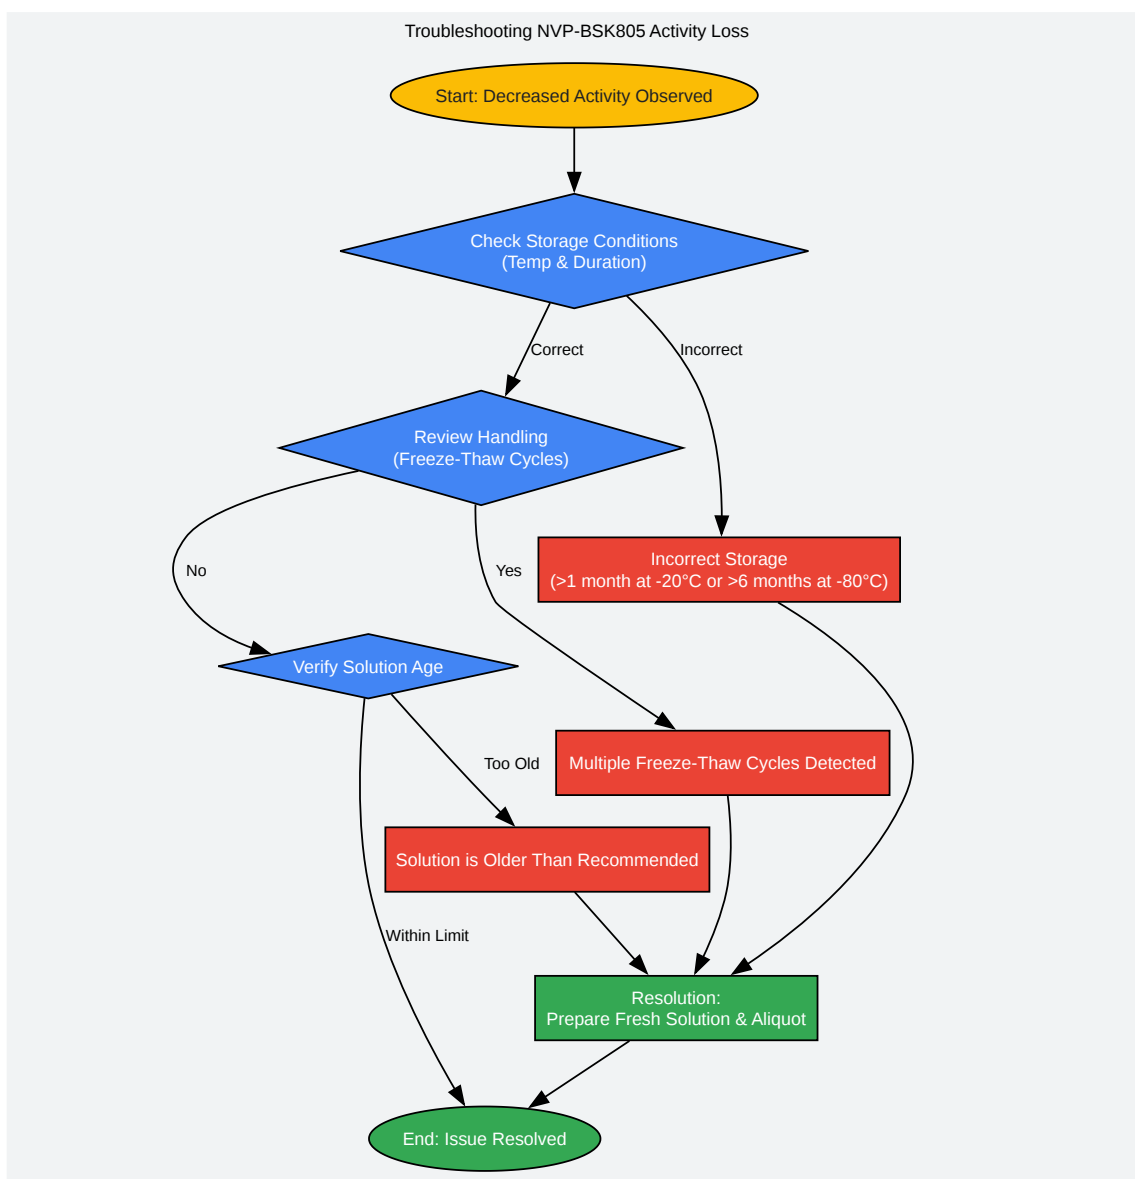 Troubleshooting NVP-BSK805 Activity Loss
Start: Decreased Activity Observed
Check Storage Conditions
(Temp & Duration)
Correct
Incorrect
Review Handling
(Freeze-Thaw Cycles)
No
Yes
Incorrect Storage
(>1 month at -20°C or >6 months at -80°C)
Verify Solution Age
Too Old
Multiple Freeze-Thaw Cycles Detected
Solution is Older Than Recommended
Within Limit
Resolution:
Prepare Fresh Solution & Aliquot
End: Issue Resolved